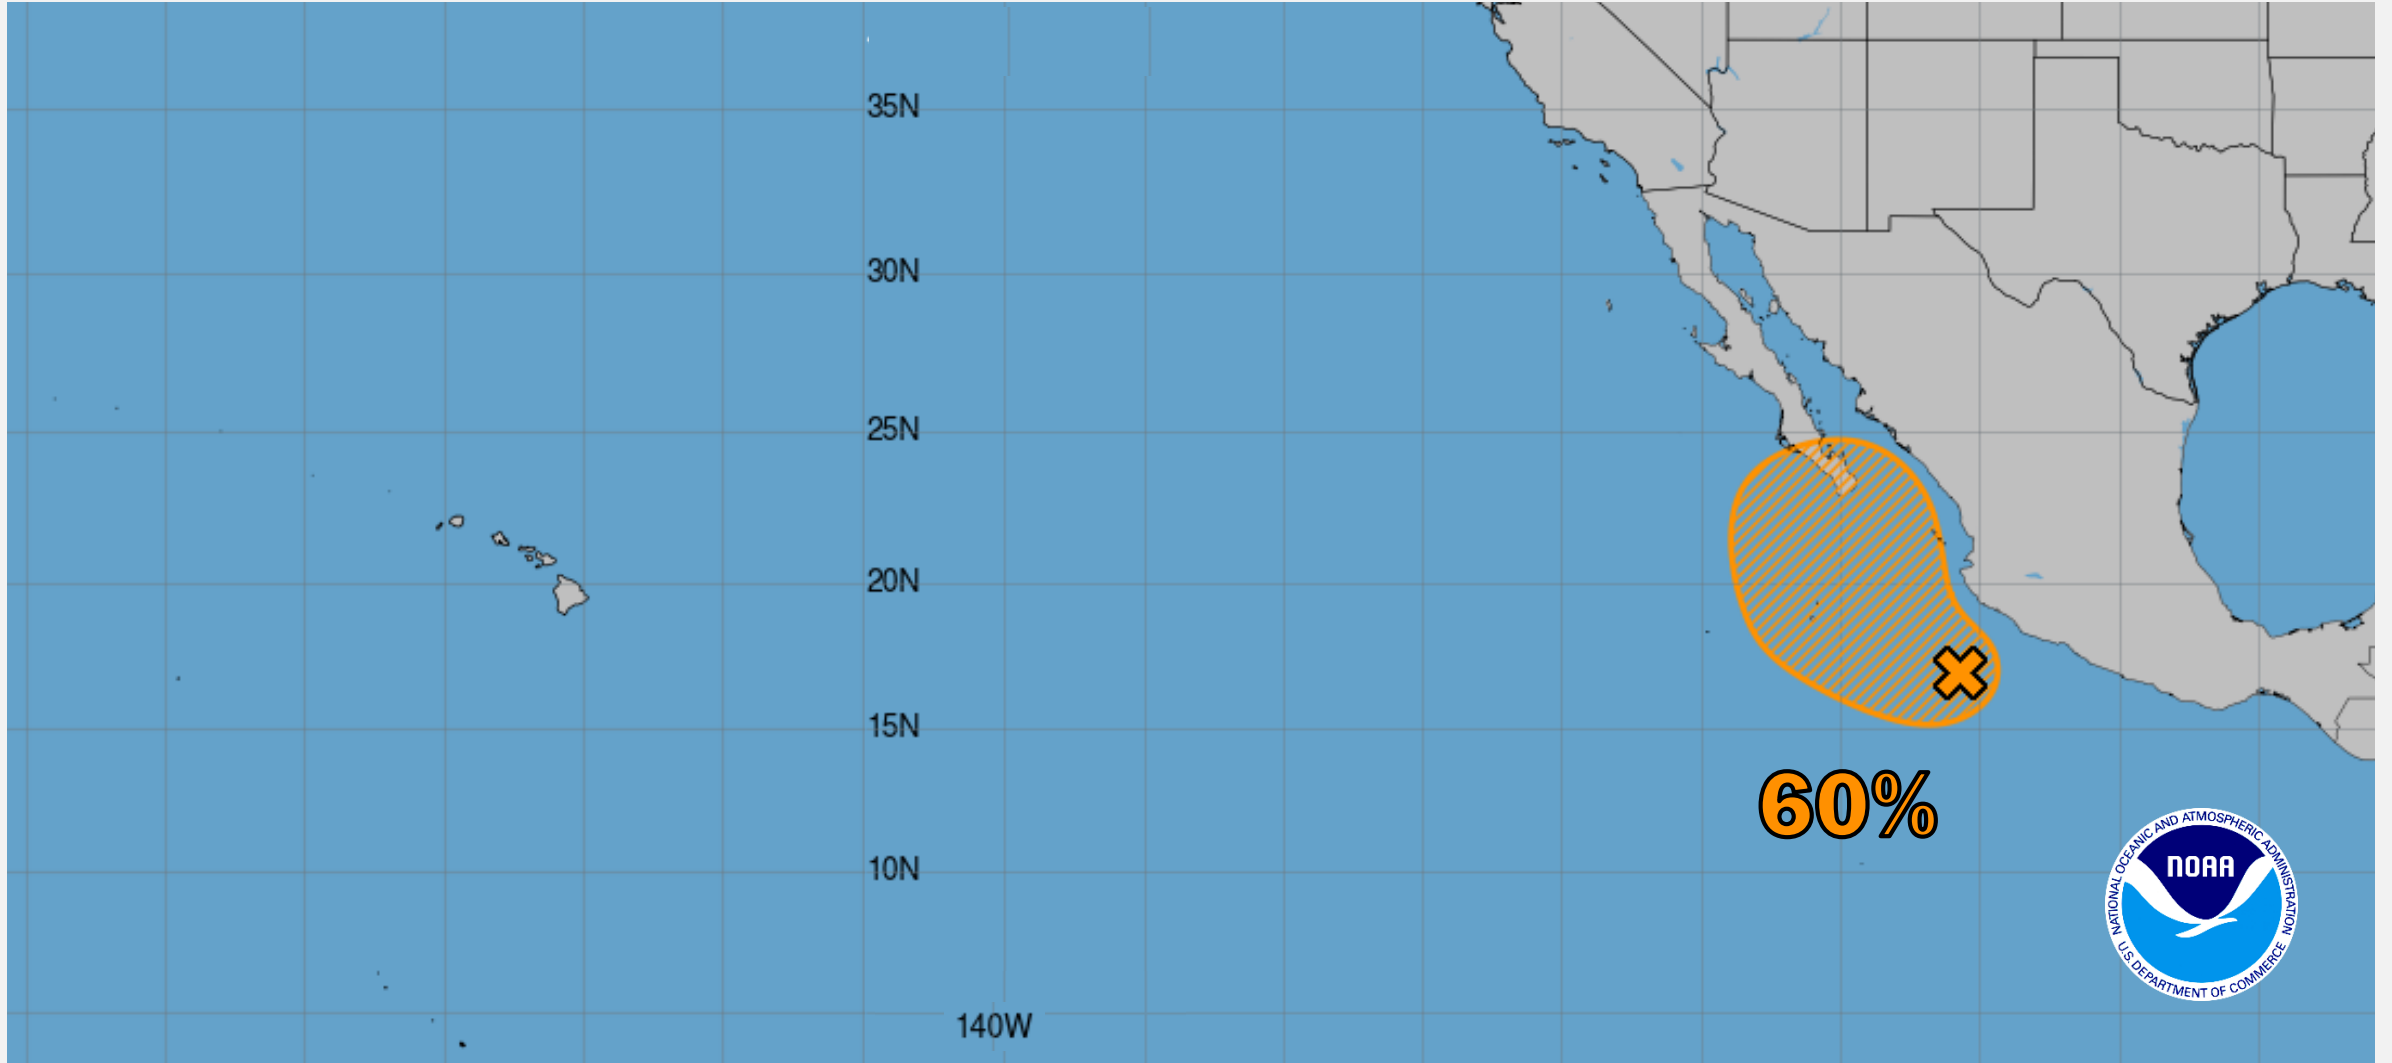 35N
30N
25N
20N
15N
60%
10N
NATIONAL OCEANIC AND ATMOSPHERIC ADMINISTRATION
NOAA
U.S. DEPARTMENT OF COMMERCE
140W